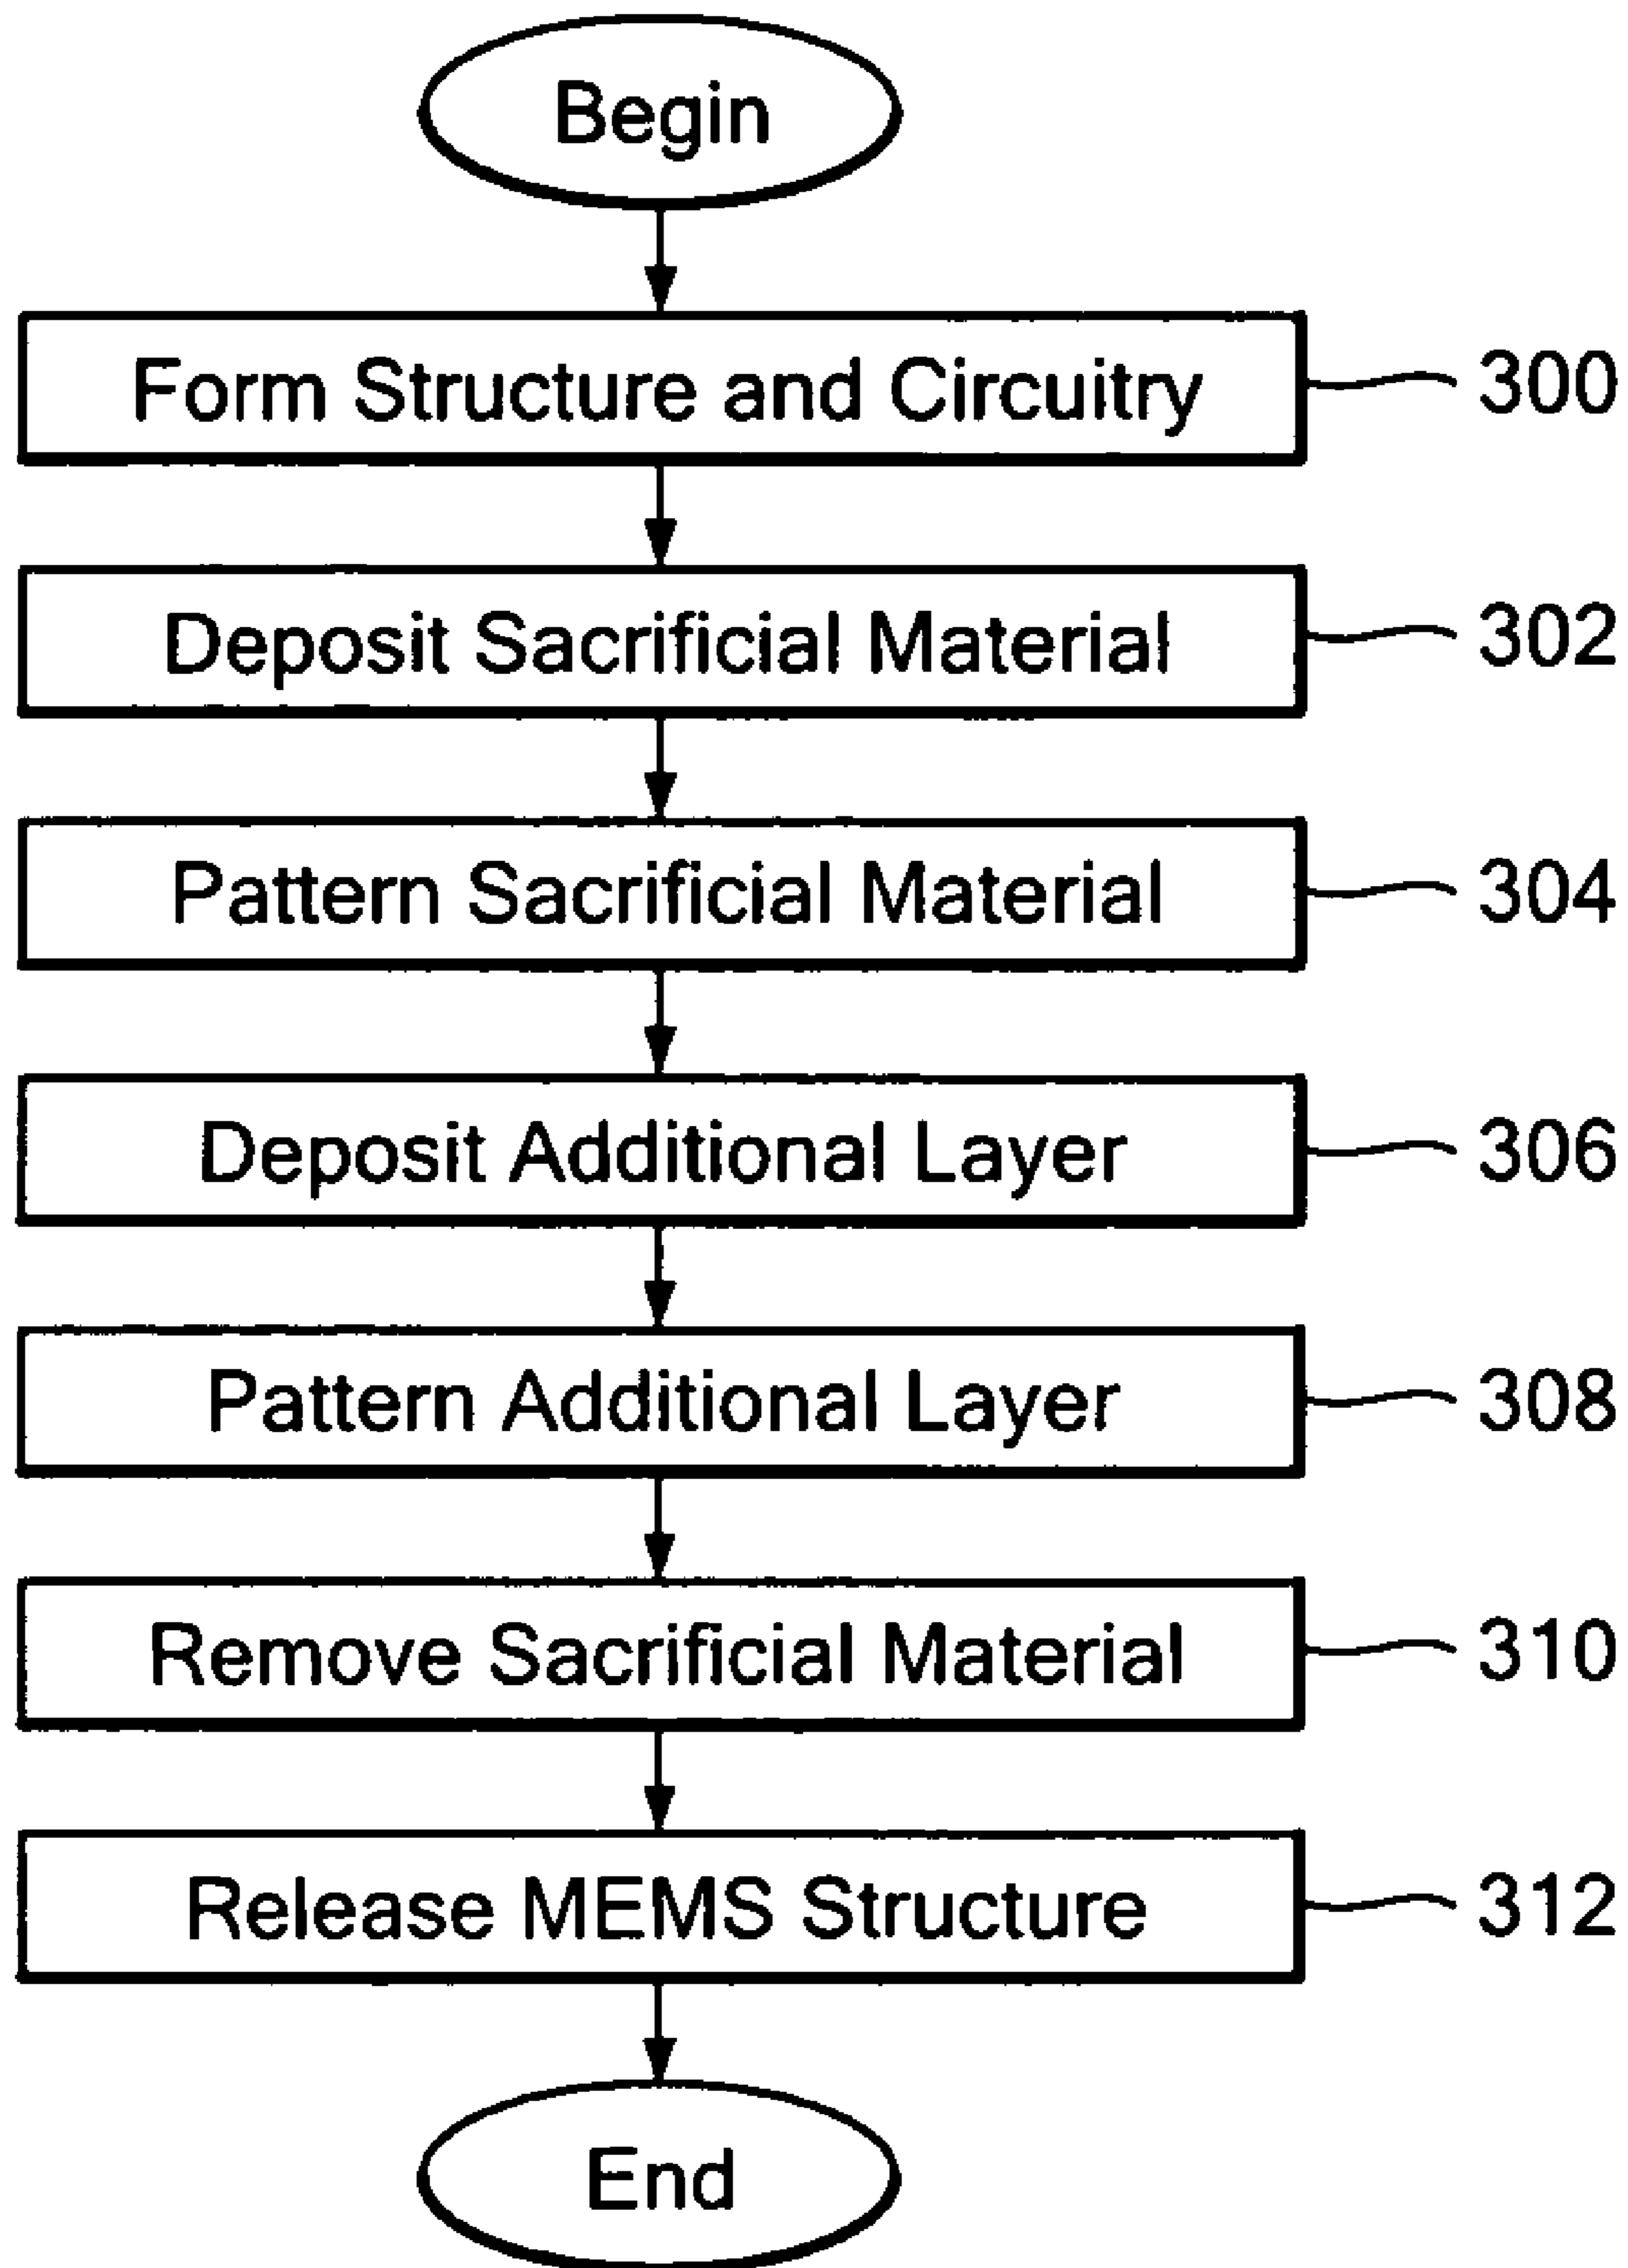 Begin
Form Structure and Circuitry 300
Deposit Sacrificial Material 302
Pattern Sacrificial Material 304
Deposit Additional Layer 306
Pattern Additional Layer 308
Remove Sacrificial Material 310
Release MEMS Structure 312
End